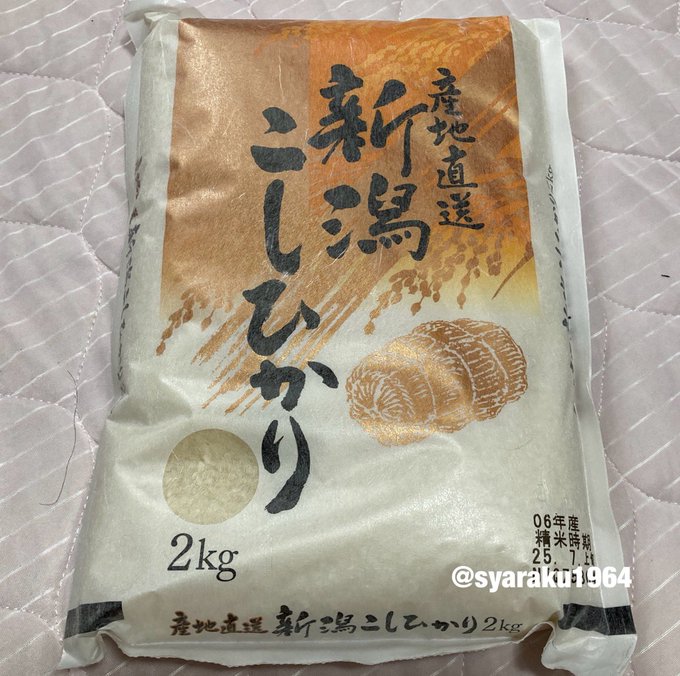 産地直送
新潟
こしひかり
2kg
06年産
精米時期
25. 7. 上
@syaraku1964
産地直送 新潟こしひかり 2kg